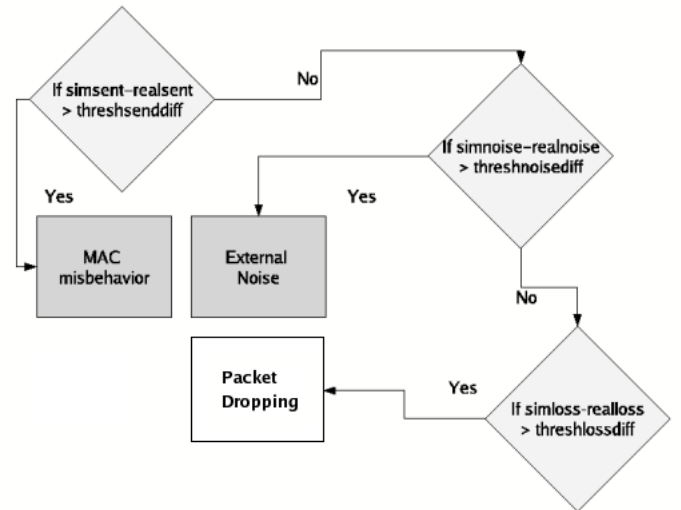 If simsent-realsent
> threshsenddiff
No
If simnoise-realnoise
> threshnoisediff
Yes
Yes
MAC
misbehavior
External
Noise
No
Packet
Dropping
Yes
If simloss-realloss
> threshlossdiff